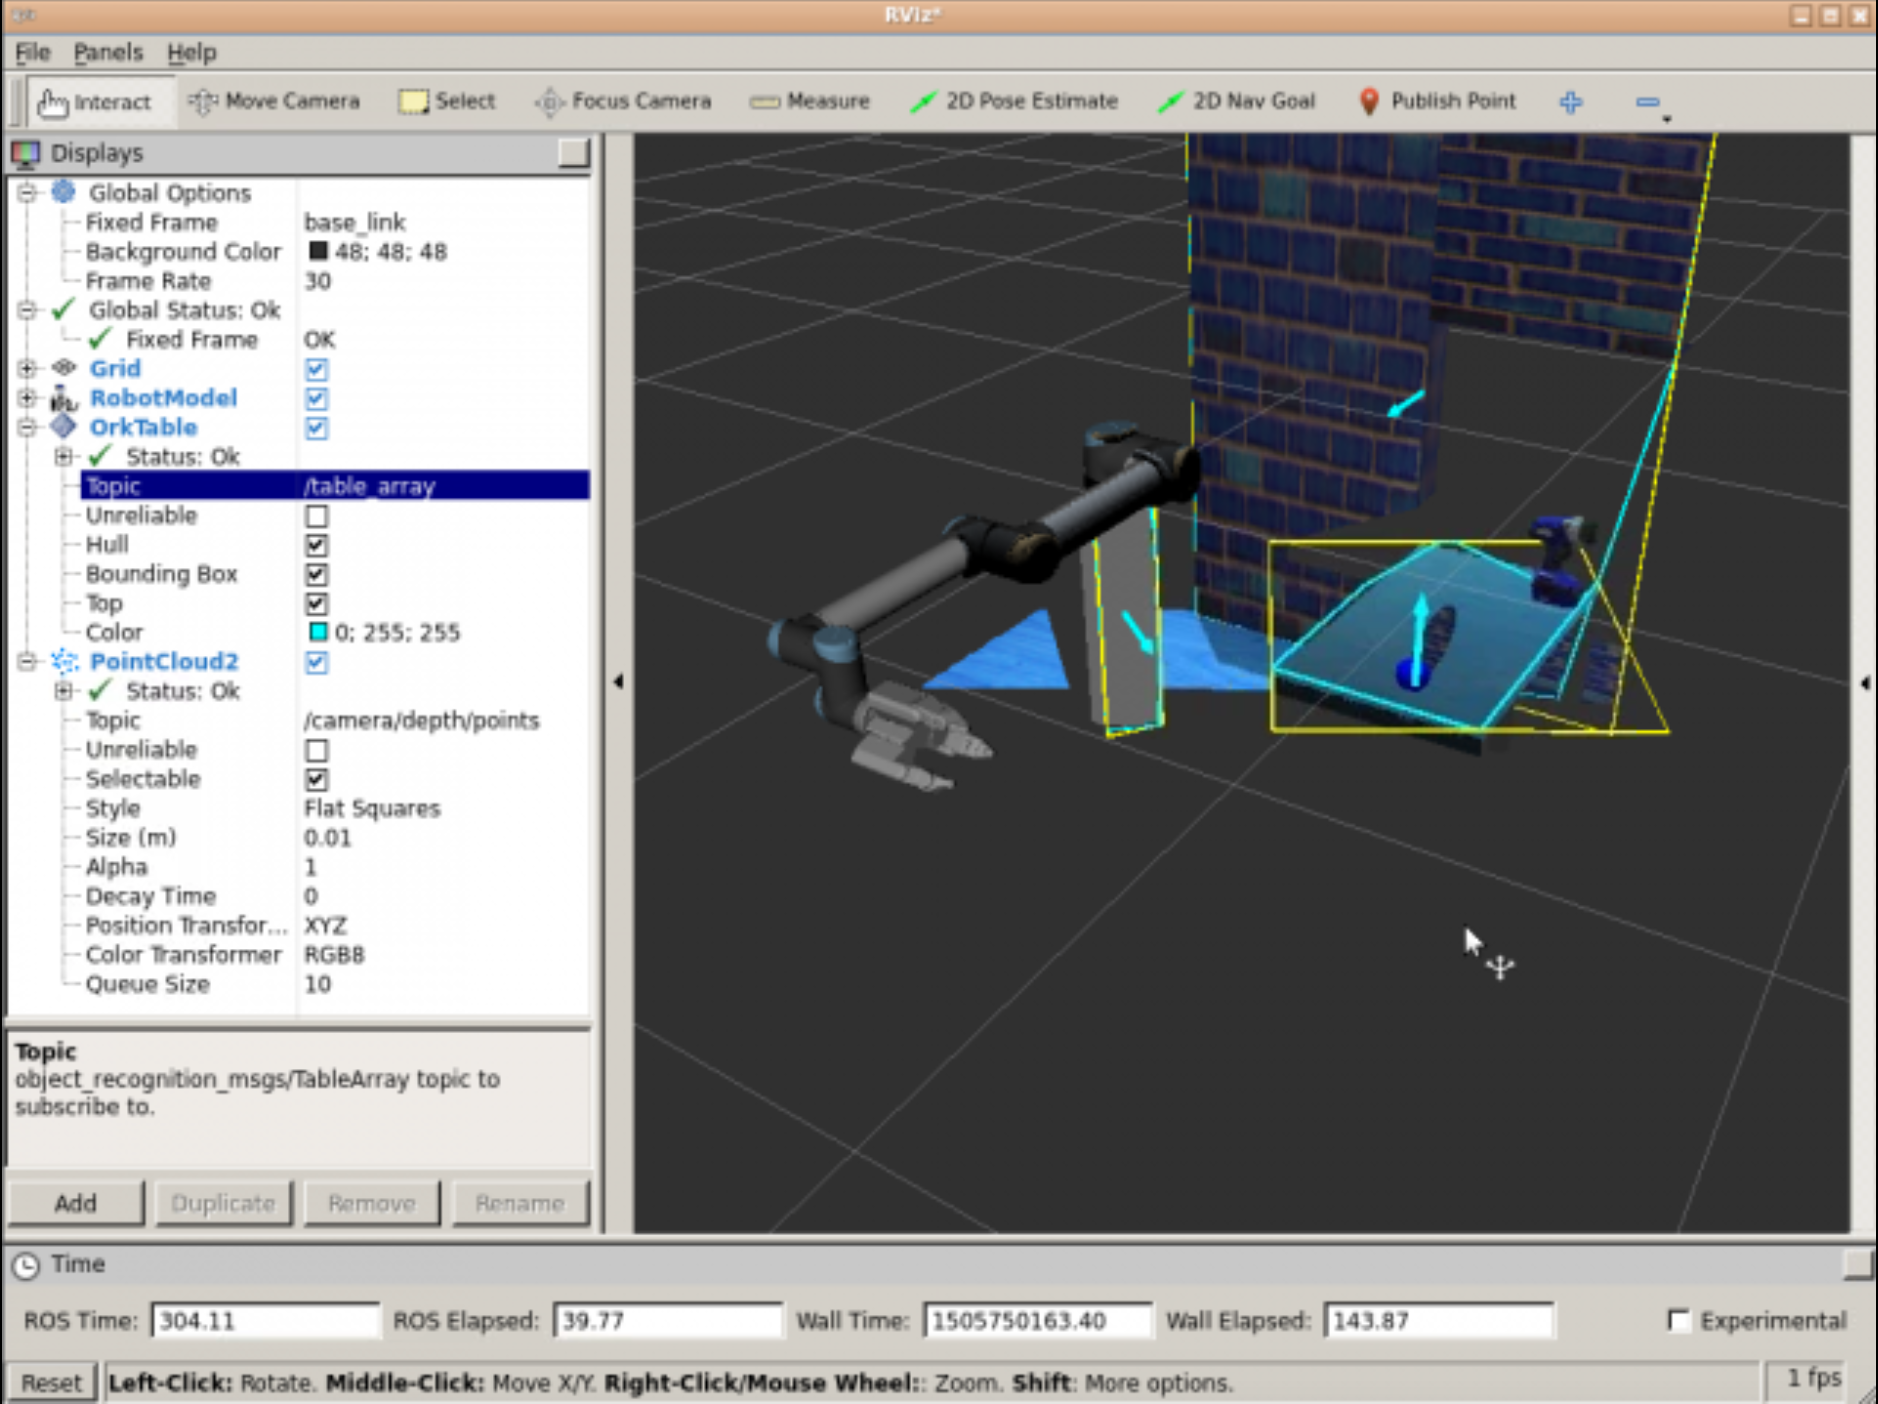 RViz*
File Panels Help
Interact Move Camera Select Focus Camera Measure 2D Pose Estimate 2D Nav Goal Publish Point
Displays
Global Options
Fixed Frame base_link
Background Color 48; 48; 48
Frame Rate 30
Global Status: Ok
Fixed Frame OK
Grid
RobotModel
OrkTable
Status: Ok
Topic /table_array
Unreliable
Hull
Bounding Box
Top
Color 0; 255; 255
PointCloud2
Status: Ok
Topic /camera/depth/points
Unreliable
Selectable
Style Flat Squares
Size (m) 0.01
Alpha 1
Decay Time 0
Position Transfor... XYZ
Color Transformer RGB8
Queue Size 10
Topic
object_recognition_msgs/TableArray topic to
subscribe to.
Add Duplicate Remove Rename
Time
ROS Time: 304.11 ROS Elapsed: 39.77 Wall Time: 1505750163.40 Wall Elapsed: 143.87 Experimental
Reset Left-Click: Rotate. Middle-Click: Move X/Y. Right-Click/Mouse Wheel:: Zoom. Shift: More options. 1 fps